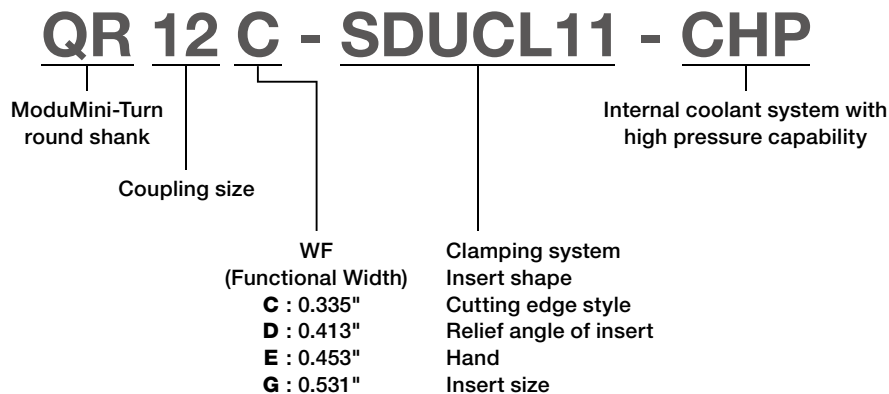 QR 12 C - SDUCL11 - CHP
ModuMini-Turn
round shank
Internal coolant system with
high pressure capability
Coupling size
WF
(Functional Width)
C : 0.335"
D : 0.413"
E : 0.453"
G : 0.531"
Clamping system
Insert shape
Cutting edge style
Relief angle of insert
Hand
Insert size